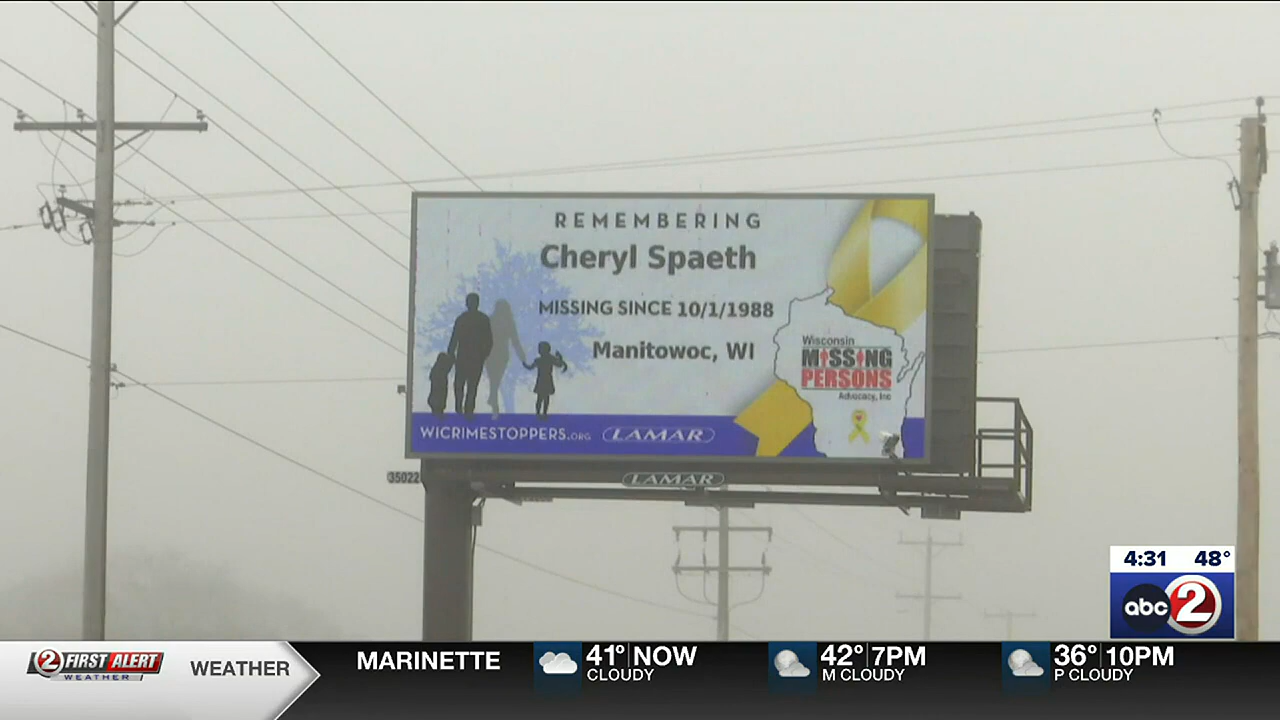 REMEMBERING
Cheryl Spaeth
MISSING SINCE 10/1/1988
Manitowoc, WI
Wisconsin
MISSING
PERSONS
Advocacy, Inc
WICRIMESTOPPERS.ORG LAMAR
35022
LAMAR
4:31 48°
abc 2
2 FIRST ALERT
WEATHER
WEATHER
MARINETTE
41° NOW
CLOUDY
42° 7PM
M CLOUDY
36° 10PM
P CLOUDY